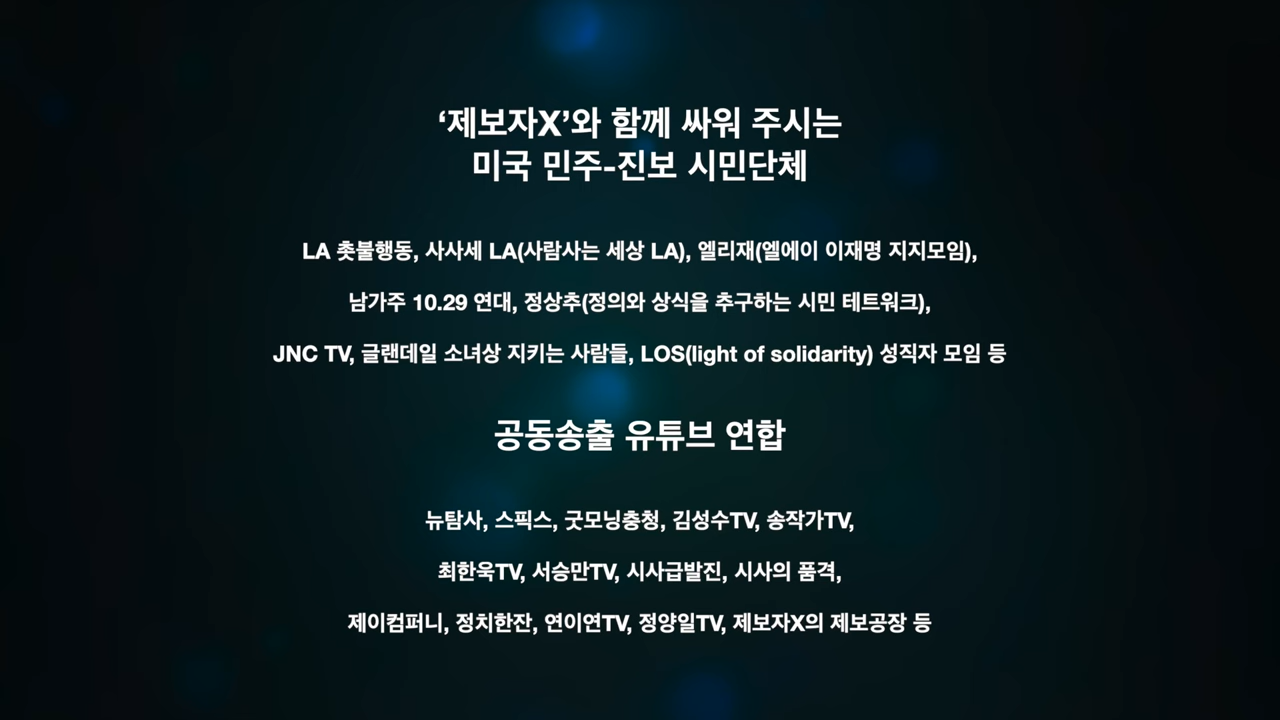 ‘제보자X’와 함께 싸워 주시는
미국 민주-진보 시민단체
LA 촛불행동, 사사세 LA(사람사는 세상 LA), 엘리재(엘에이 이재명 지지모임),
남가주 10.29 연대, 정상추(정의와 상식을 추구하는 시민 테트워크),
JNC TV, 글랜데일 소녀상 지키는 사람들, LOS(light of solidarity) 성직자 모임 등
공동송출 유튜브 연합
뉴탐사, 스픽스, 굿모닝충청, 김성수TV, 송작가TV,
최한욱TV, 서승만TV, 시사급발진, 시사의 품격,
제이컴퍼니, 정치한잔, 연이연TV, 정양일TV, 제보자X의 제보공장 등